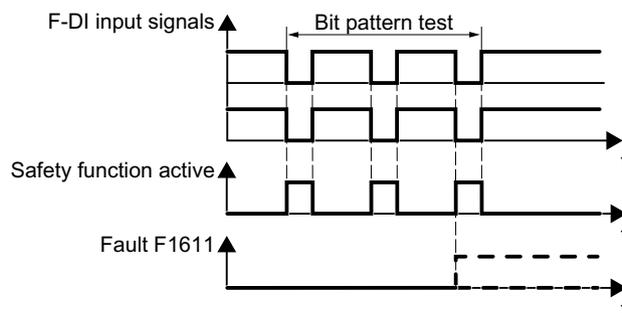 F-DI input signals
Bit pattern test
Safety function active
Fault F1611